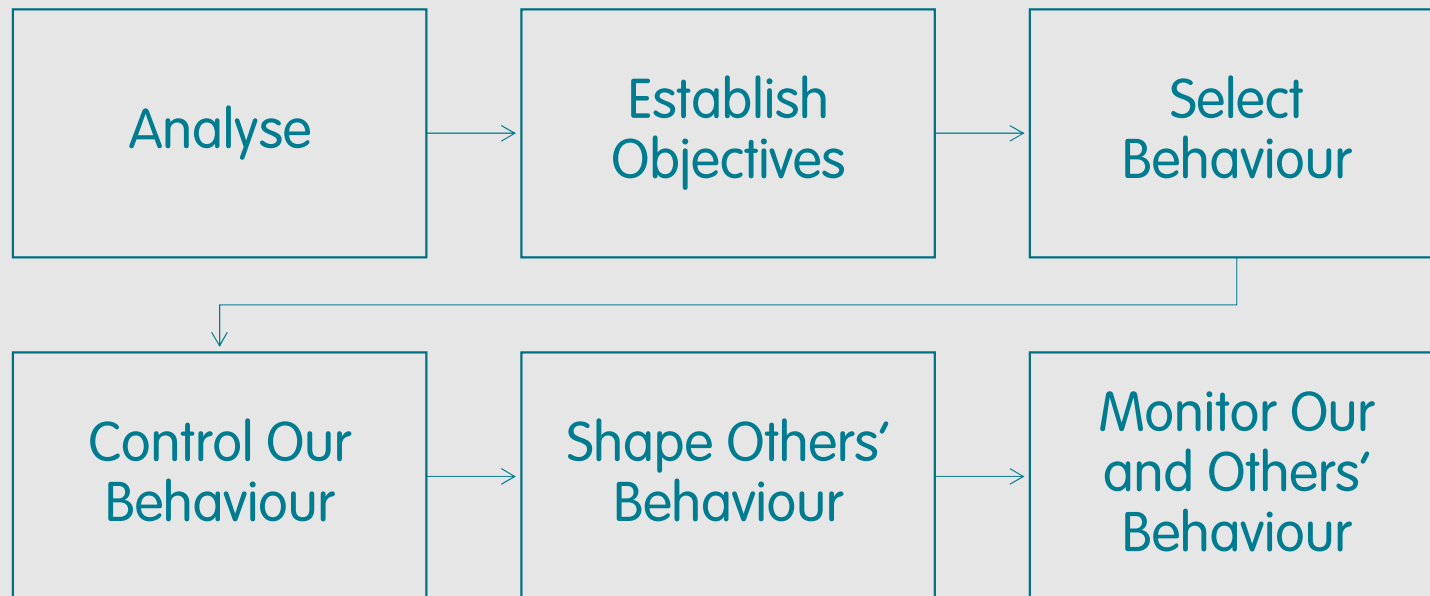 Analyse
Establish
Objectives
Select
Behaviour
Control Our
Behaviour
Shape Others’
Behaviour
Monitor Our
and Others’
Behaviour